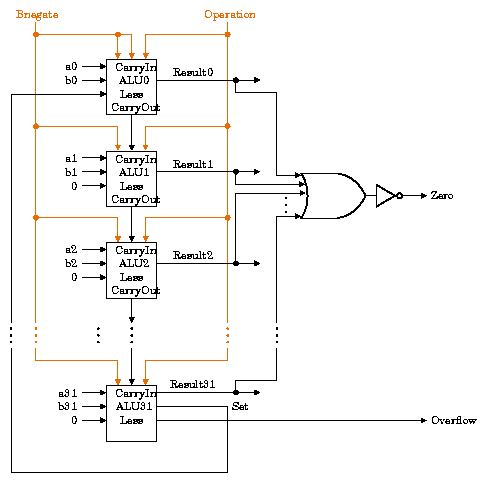 Bnegate Operation
a0 CarryIn Result0
b0 ALU0
Less
CarryOut
a1 CarryIn Result1
b1 ALU1
0 Less
CarryOut
Zero
a2 CarryIn Result2
b2 ALU2
0 Less
CarryOut
a31 CarryIn Result31
b31 ALU31 Set
0 Less Overflow